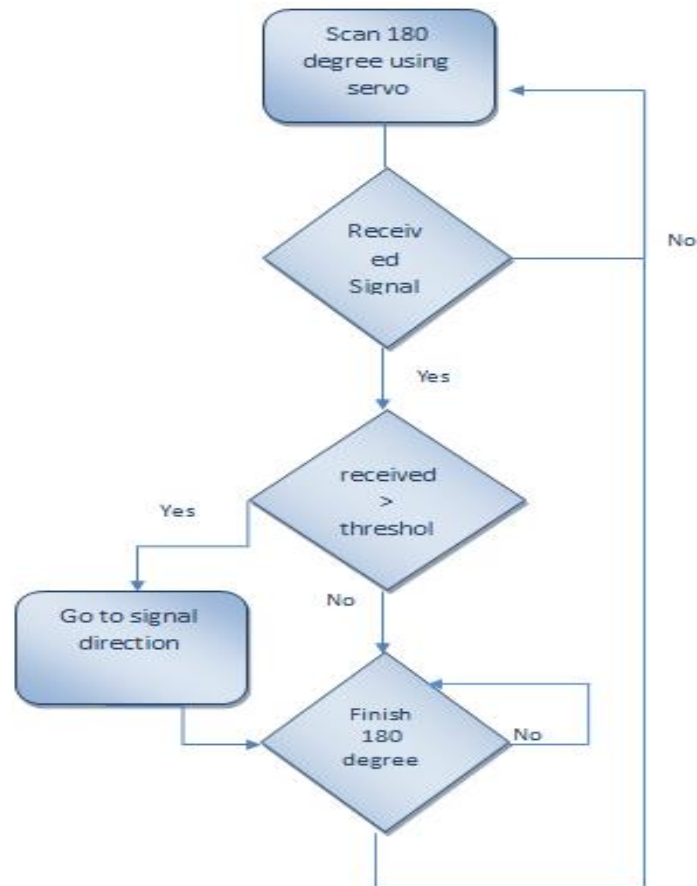 Scan 180
degree using
servo
Receiv
ed
Signal
No
Yes
received
>
threshol
Yes
No
Go to signal
direction
Finish
180
degree
No